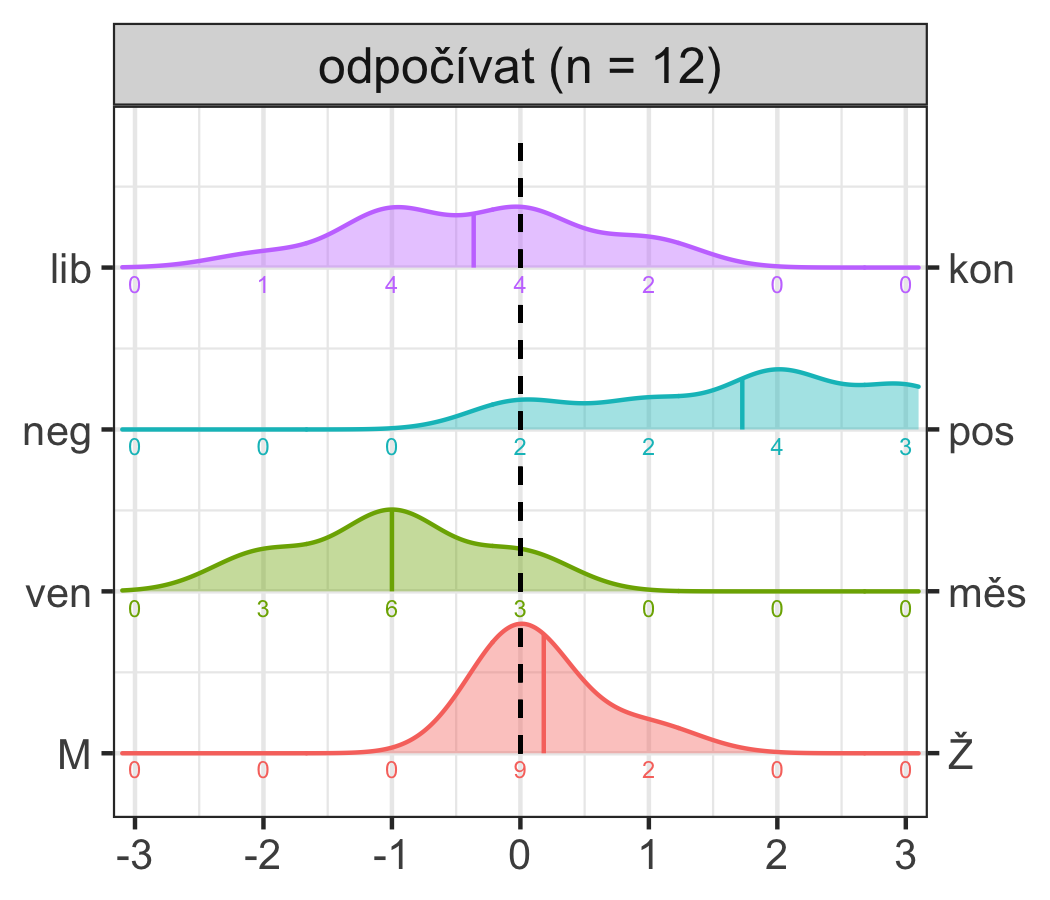 odpočívat (n = 12)
lib kon
0 1 4 4 2 0 0
neg pos
0 0 0 2 2 4 3
ven měs
0 3 6 3 0 0 0
M Ž
0 0 0 9 2 0 0
-3 -2 -1 0 1 2 3